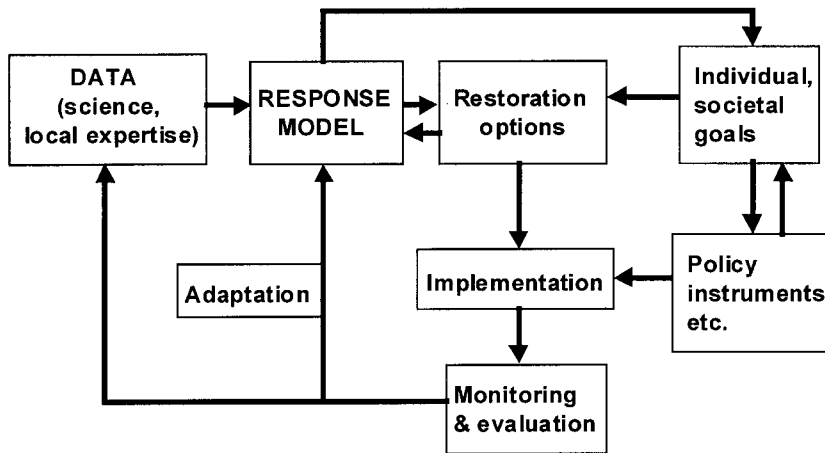 DATA
(science,
local expertise)
RESPONSE
MODEL
Restoration
options
Individual,
societal
goals
Adaptation
Implementation
Policy
instruments
etc.
Monitoring
& evaluation